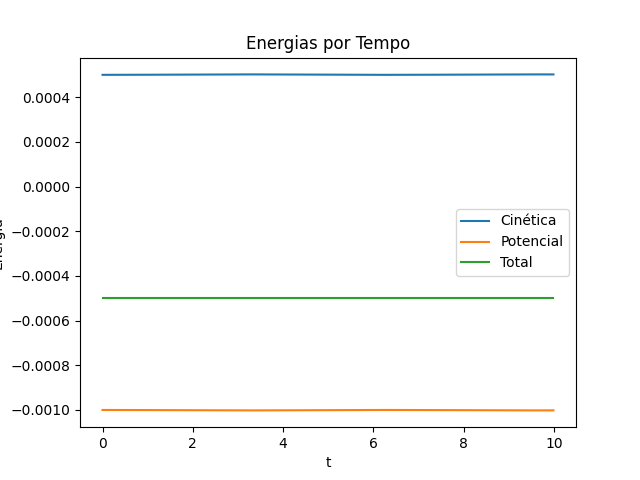 Energias por Tempo
0.0004
0.0002
0.0000
−0.0002
−0.0004
−0.0006
−0.0008
−0.0010
Cinética
Potencial
Total
0 2 4 6 8 10
t